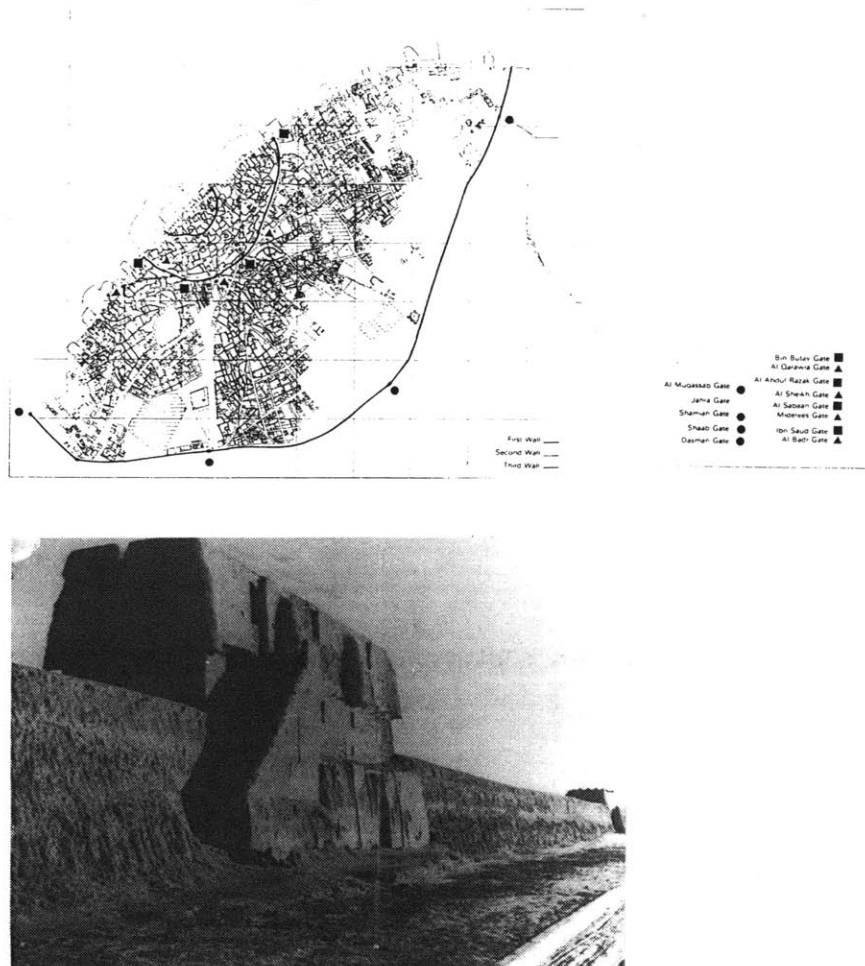 First Wall
Second Wall
Third Wall
Al Muqassab Gate
Jahra Gate
Shamiah Gate
Shaab Gate
Dasman Gate
Bin Butay Gate
Al Qarawia Gate
Al Abdul Razak Gate
Al Sheikh Gate
Al Sabaan Gate
Miderees Gate
Ibn Saud Gate
Al Badr Gate